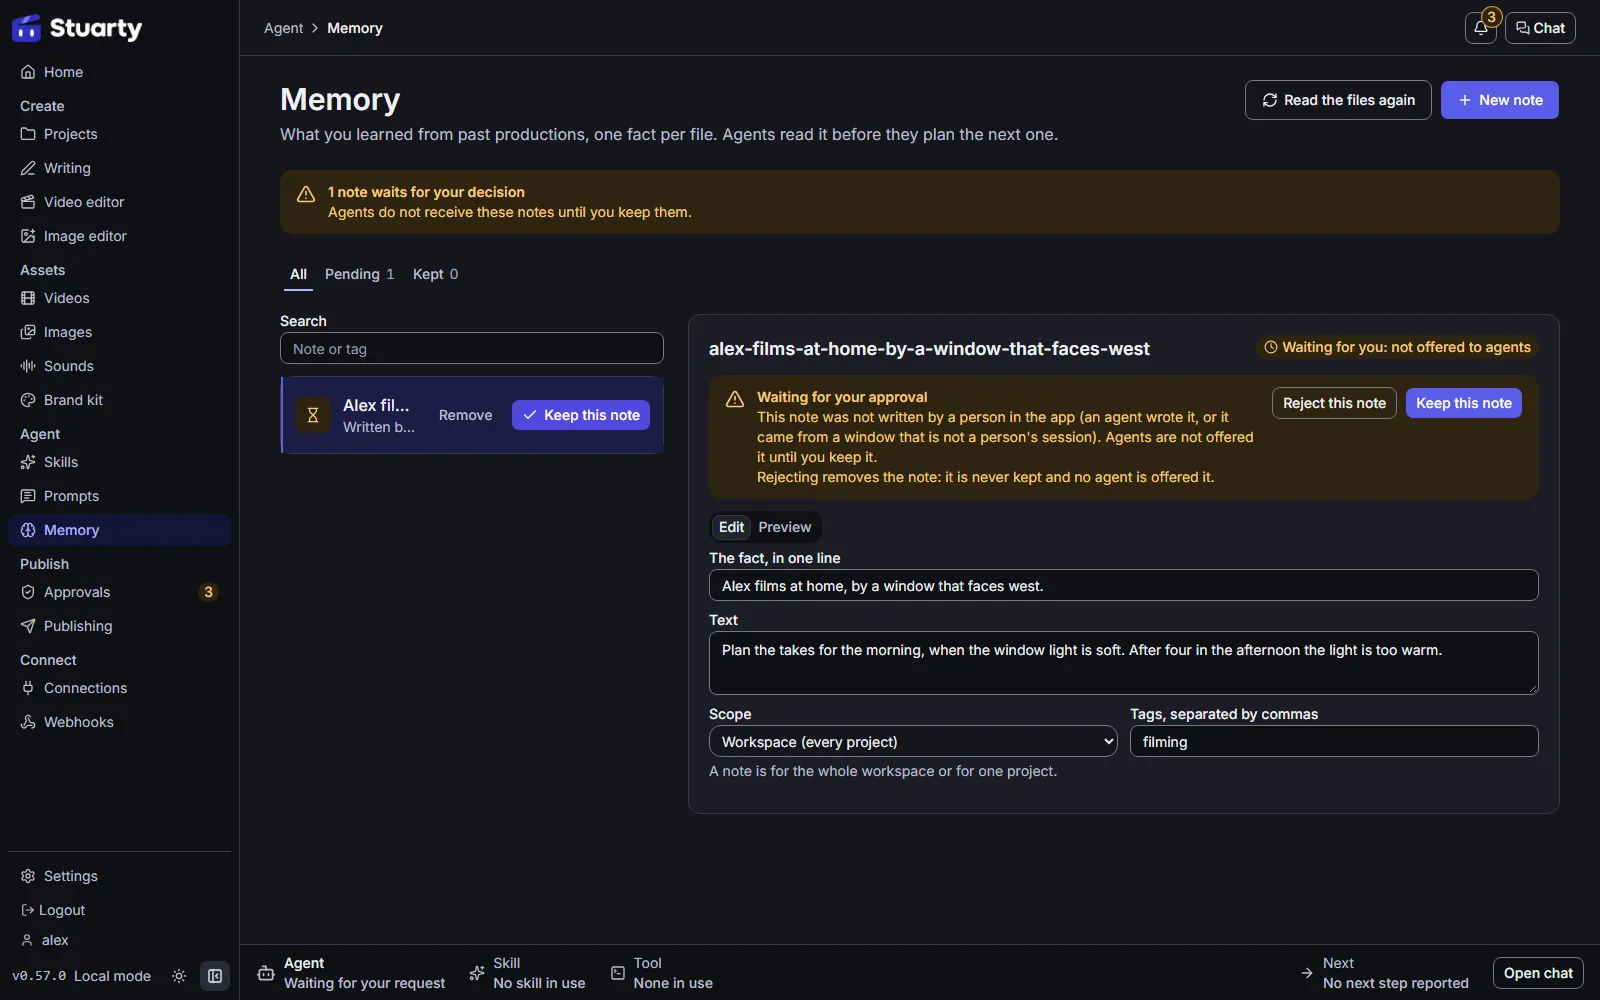 Stuarty
Home
Create
Projects
Writing
Video editor
Image editor
Assets
Videos
Images
Sounds
Brand kit
Agent
Skills
Prompts
Memory
Publish
Approvals 3
Publishing
Connect
Connections
Webhooks
Settings
Logout
alex
v0.57.0 Local mode
Agent > Memory
3
Chat
Memory
What you learned from past productions, one fact per file. Agents read it before they plan the next one.
Read the files again
+ New note
1 note waits for your decision
Agents do not receive these notes until you keep them.
All Pending 1 Kept 0
Search
Note or tag
Alex fil...
Written b...
Remove
Keep this note
alex-films-at-home-by-a-window-that-faces-west
Waiting for you: not offered to agents
Waiting for your approval
This note was not written by a person in the app (an agent wrote it, or it
came from a window that is not a person's session). Agents are not offered
it until you keep it.
Rejecting removes the note: it is never kept and no agent is offered it.
Reject this note
Keep this note
Edit Preview
The fact, in one line
Alex films at home, by a window that faces west.
Text
Plan the takes for the morning, when the window light is soft. After four in the afternoon the light is too warm.
Scope
Workspace (every project)
A note is for the whole workspace or for one project.
Tags, separated by commas
filming
Agent
Waiting for your request
Skill
No skill in use
Tool
None in use
Next
No next step reported
Open chat